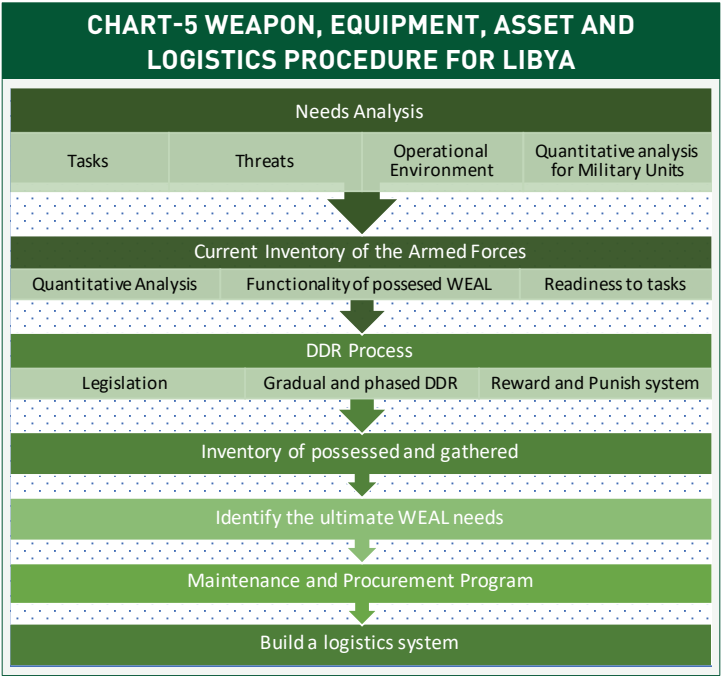 CHART-5 WEAPON, EQUIPMENT, ASSET AND
LOGISTICS PROCEDURE FOR LIBYA
Needs Analysis
Tasks
Threats
Operational
Environment
Quantitative analysis
for Military Units
Current Inventory of the Armed Forces
Quantitative Analysis
Functionality of possesed WEAL
Readiness to tasks
DDR Process
Legislation
Gradual and phased DDR
Reward and Punish system
Inventory of possessed and gathered
Identify the ultimate WEAL needs
Maintenance and Procurement Program
Build a logistics system